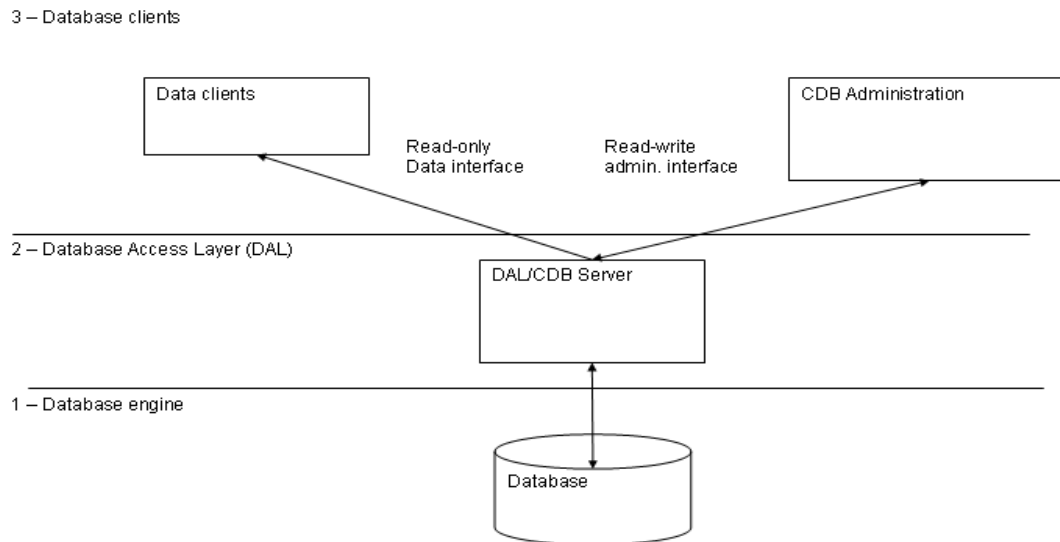 3 – Database clients
Data clients
CDB Administration
Read-only
Data interface
Read-write
admin. interface
2 – Database Access Layer (DAL)
DAL/CDB Server
1 – Database engine
Database